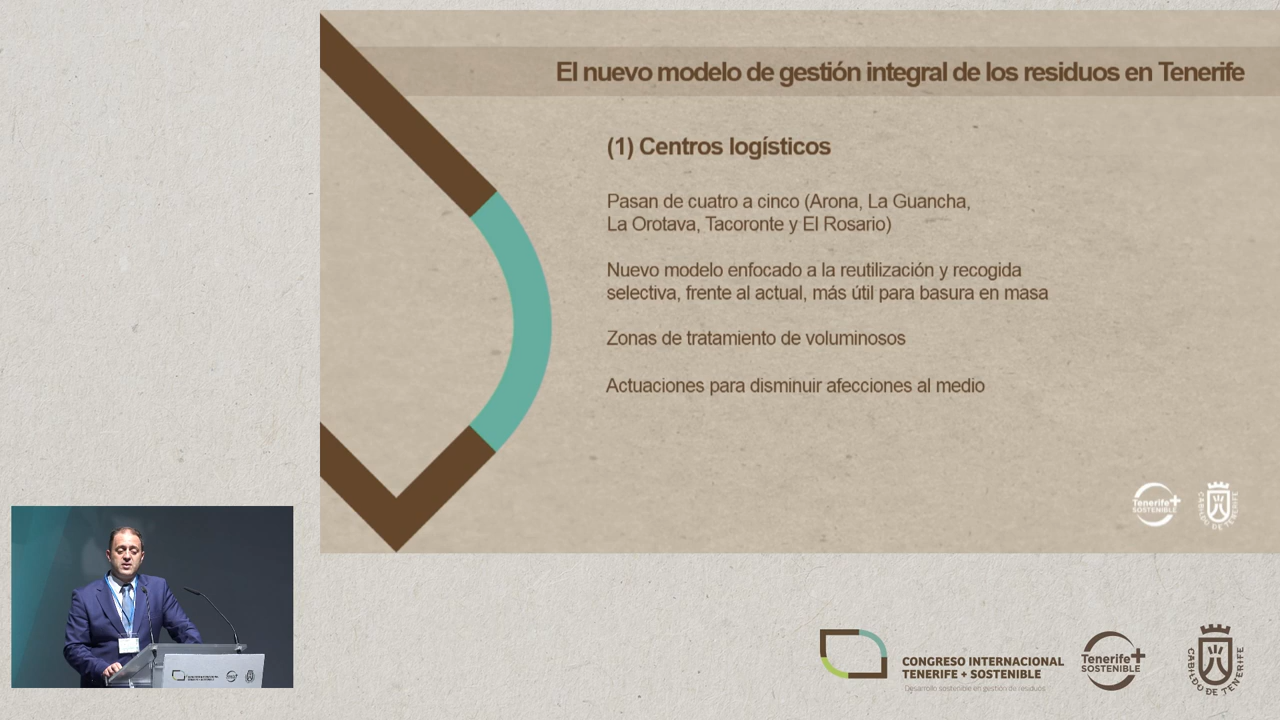 El nuevo modelo de gestión integral de los residuos en Tenerife
(1) Centros logísticos
Pasan de cuatro a cinco (Arona, La Guancha,
La Orotava, Tacoronte y El Rosario)
Nuevo modelo enfocado a la reutilización y recogida
selectiva, frente al actual, más útil para basura en masa
Zonas de tratamiento de voluminosos
Actuaciones para disminuir afecciones al medio
Tenerife+
SOSTENIBLE
CABILDO DE TENERIFE
CONGRESO INTERNACIONAL
TENERIFE + SOSTENIBLE
Desarrollo sostenible en gestión de residuos
Tenerife+
SOSTENIBLE
CABILDO DE TENERIFE